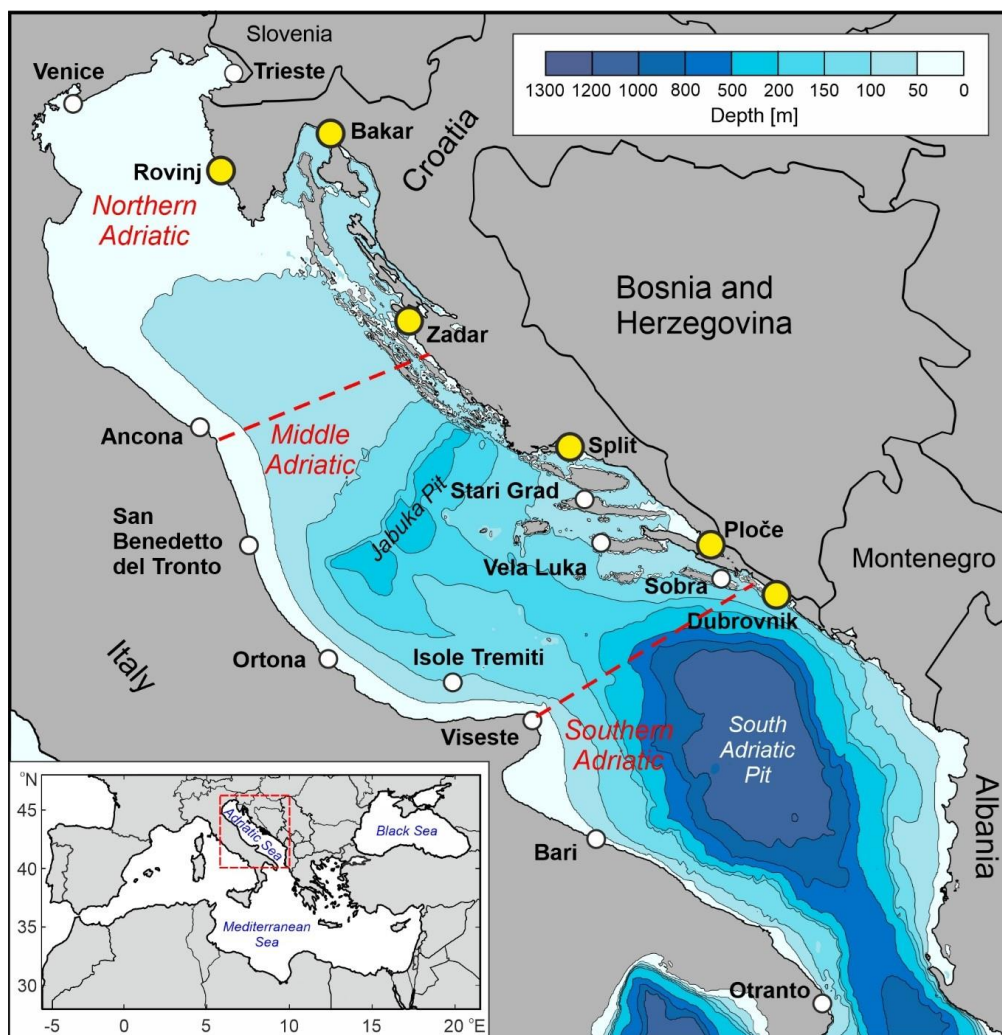 Slovenia
Venice
Trieste
1300 1200 1000 800 500 200 150 100 50 0
Depth [m]
Bakar
Croatia
Rovinj
Northern
Adriatic
Bosnia and
Herzegovina
Zadar
Ancona
Middle
Adriatic
Split
Stari Grad
Jabuka Pit
San
Benedetto
del Tronto
Ploče
Vela Luka
Montenegro
Sobra
Dubrovnik
Italy
Ortona
Isole Tremiti
Viseste
Southern
Adriatic
South
Adriatic
Pit
Albania
Bari
Otranto
°N
45
40
35
30
Adriatic Sea
Black Sea
Mediterranean
Sea
-5 0 5 10 15 20 °E